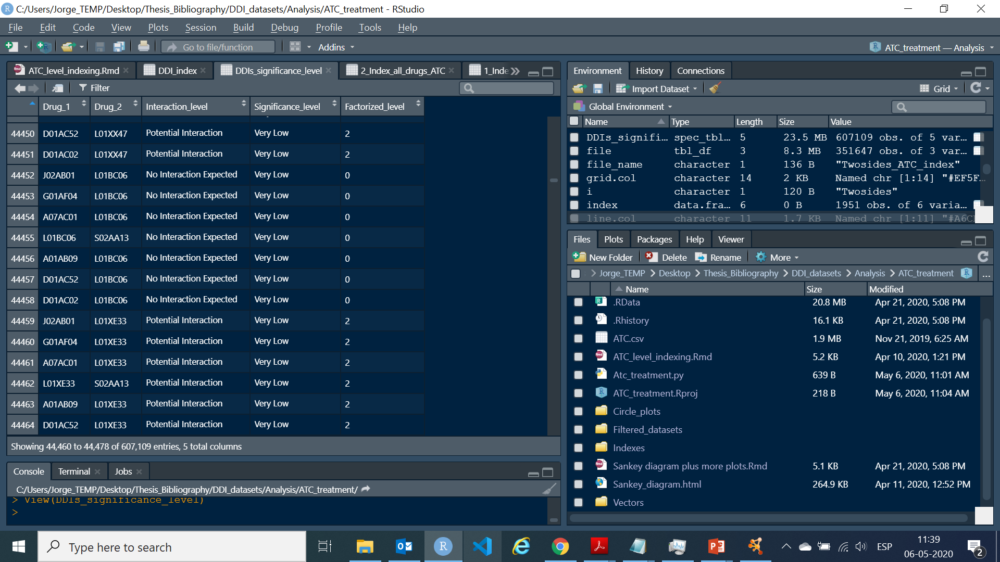 C:/Users/Jorge_TEMP/Desktop/Thesis_Bibliography/DDI_datasets/Analysis/ATC_treatment - RStudio
File Edit Code View Plots Session Build Debug Profile Tools Help
Go to file/function Addins ATC_treatment — Analysis
ATC_level_indexing.Rmd DDI_index DDIs_significance_level 2_Index_all_drugs_ATC 1_Inde
Filter
Drug_1 Drug_2 Interaction_level Significance_level Factorized_level
44450 D01AC52 L01XX47 Potential Interaction Very Low 2
44451 D01AC02 L01XX47 Potential Interaction Very Low 2
44452 J02AB01 L01BC06 No Interaction Expected Very Low 0
44453 G01AF04 L01BC06 No Interaction Expected Very Low 0
44454 A07AC01 L01BC06 No Interaction Expected Very Low 0
44455 L01BC06 S02AA13 No Interaction Expected Very Low 0
44456 A01AB09 L01BC06 No Interaction Expected Very Low 0
44457 D01AC52 L01BC06 No Interaction Expected Very Low 0
44458 D01AC02 L01BC06 No Interaction Expected Very Low 0
44459 J02AB01 L01XE33 Potential Interaction Very Low 2
44460 G01AF04 L01XE33 Potential Interaction Very Low 2
44461 A07AC01 L01XE33 Potential Interaction Very Low 2
44462 L01XE33 S02AA13 Potential Interaction Very Low 2
44463 A01AB09 L01XE33 Potential Interaction Very Low 2
44464 D01AC52 L01XE33 Potential Interaction Very Low 2
Showing 44,460 to 44,478 of 607,109 entries, 5 total columns
Console Terminal Jobs
C:/Users/Jorge_TEMP/Desktop/Thesis_Bibliography/DDI_datasets/Analysis/ATC_treatment/
> View(DDIs_significance_level)
>
Environment History Connections
Import Dataset Grid
Global Environment
Name Type Length Size Value
DDIs_signifi… spec_tbl… 5 23.5 MB 607109 obs. of 5 var…
file tbl_df 3 8.3 MB 351647 obs. of 3 var…
file_name character 1 136 B "Twosides_ATC_index"
grid.col character 14 2 KB Named chr [1:14] "#EF5F…
i character 1 120 B "Twosides"
index data.fra… 6 0 B 1951 obs. of 6 varia…
line.col character 11 1.7 KB Named chr [1:11] "#A6C
Files Plots Packages Help Viewer
New Folder Delete Rename More
Jorge_TEMP Desktop Thesis_Bibliography DDI_datasets Analysis ATC_treatment ...
Name Size Modified
.RData 20.8 MB Apr 21, 2020, 5:08 PM
.Rhistory 16.1 KB Apr 21, 2020, 5:08 PM
ATC.csv 1.9 MB Nov 21, 2019, 6:25 AM
ATC_level_indexing.Rmd 5.2 KB Apr 10, 2020, 1:21 PM
Atc_treatment.py 639 B May 6, 2020, 11:01 AM
ATC_treatment.Rproj 218 B May 6, 2020, 11:04 AM
Circle_plots
Filtered_datasets
Indexes
Sankey diagram plus more plots.Rmd 5.1 KB Apr 21, 2020, 5:08 PM
Sankey_diagram.html 264.9 KB Apr 11, 2020, 12:52 PM
Vectors
Type here to search
ESP
11:39
06-05-2020
2